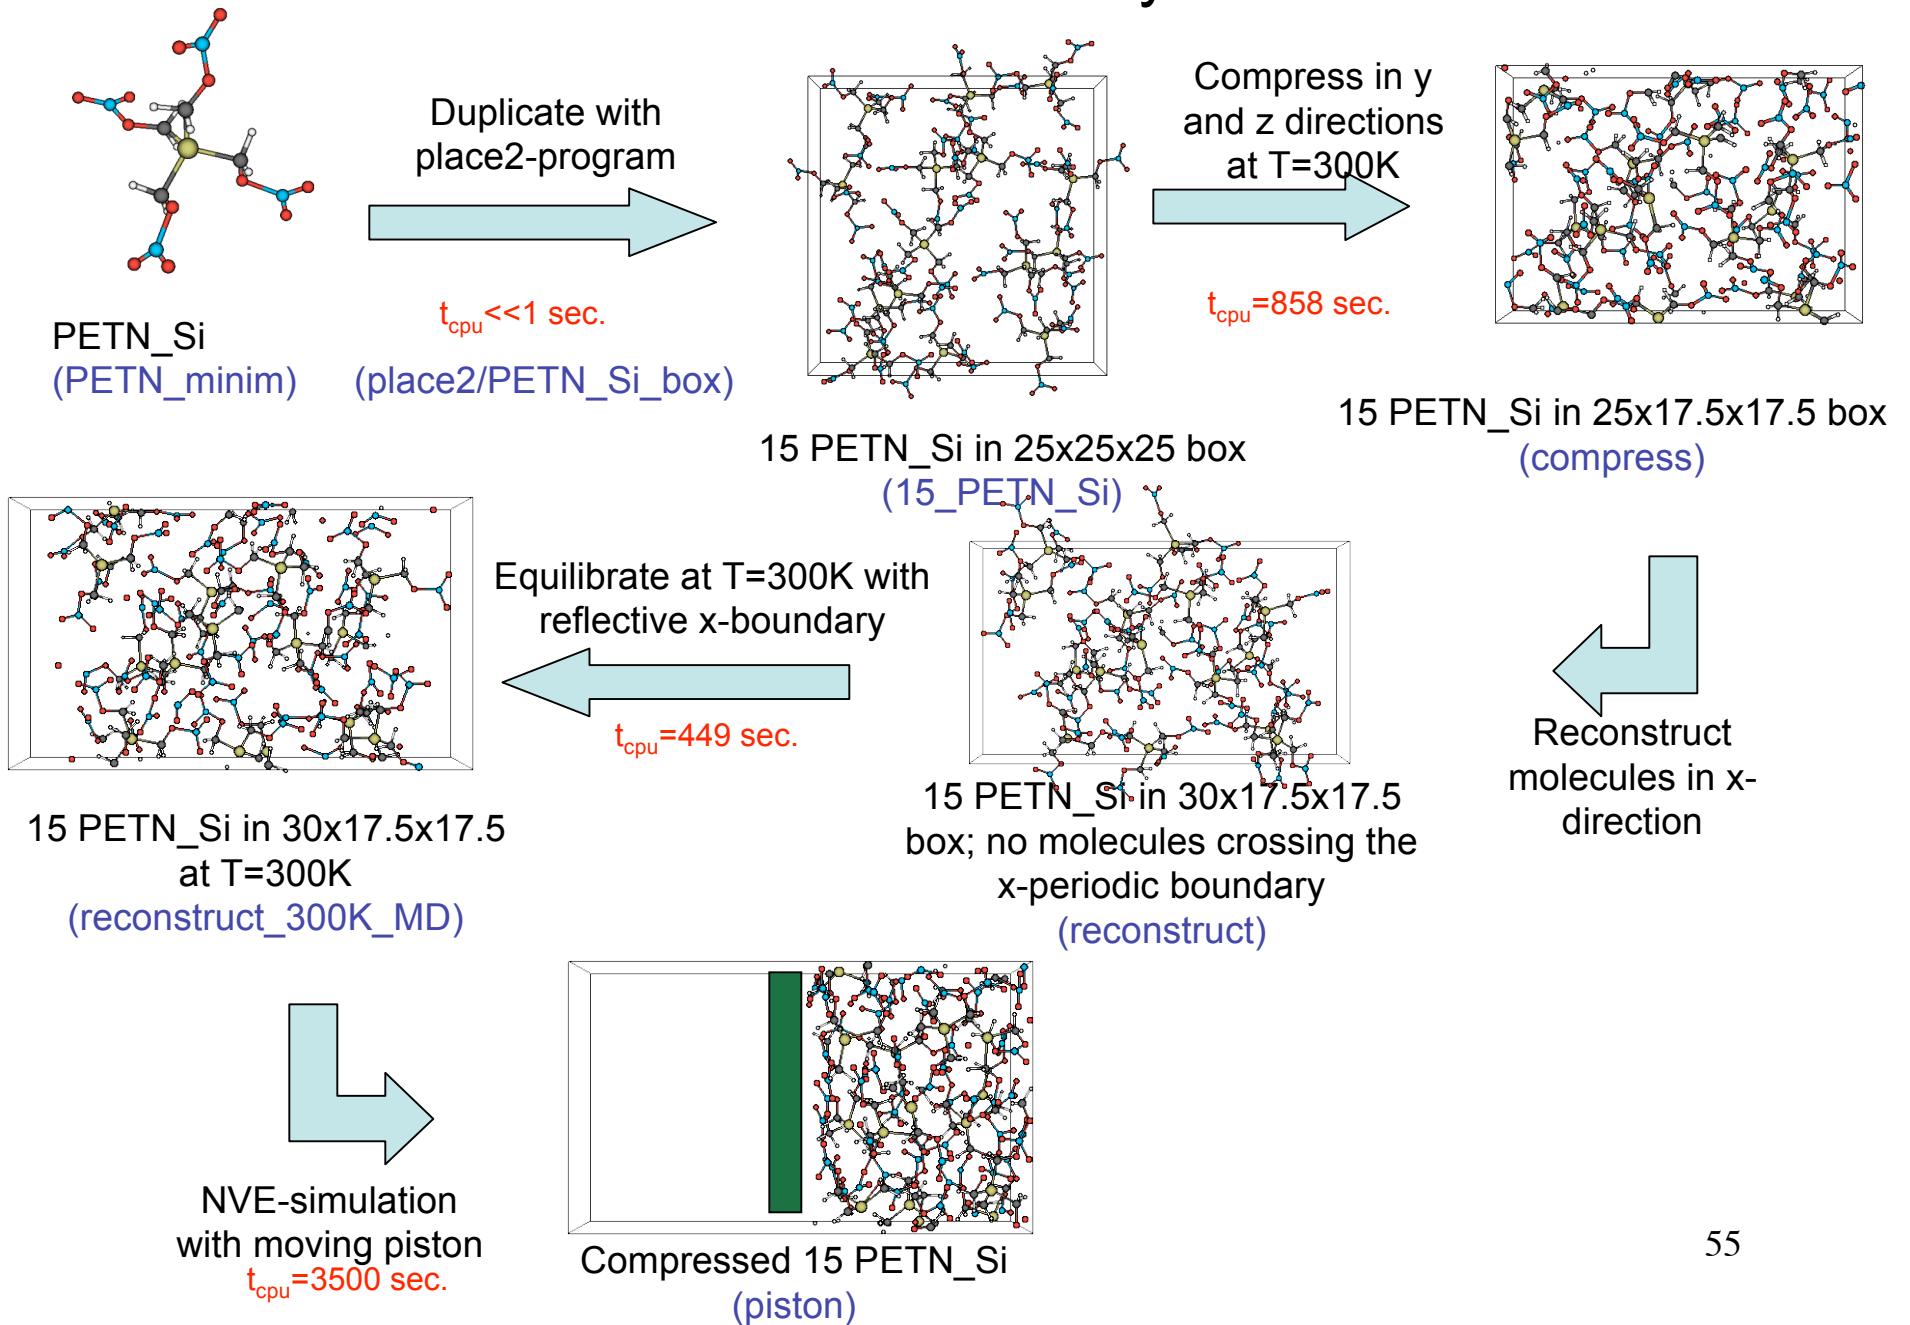 Duplicate with
place2-program
t_cpu<<1 sec.
PETN_Si
(PETN_minim)
(place2/PETN_Si_box)
Compress in y
and z directions
at T=300K
t_cpu=858 sec.
15 PETN_Si in 25x25x25 box
(15_PETN_Si)
15 PETN_Si in 25x17.5x17.5 box
(compress)
Reconstruct
molecules in x-
direction
15 PETN_Si in 30x17.5x17.5
box; no molecules crossing the
x-periodic boundary
(reconstruct)
Equilibrate at T=300K with
reflective x-boundary
t_cpu=449 sec.
15 PETN_Si in 30x17.5x17.5
at T=300K
(reconstruct_300K_MD)
NVE-simulation
with moving piston
t_cpu=3500 sec.
Compressed 15 PETN_Si
(piston)
55